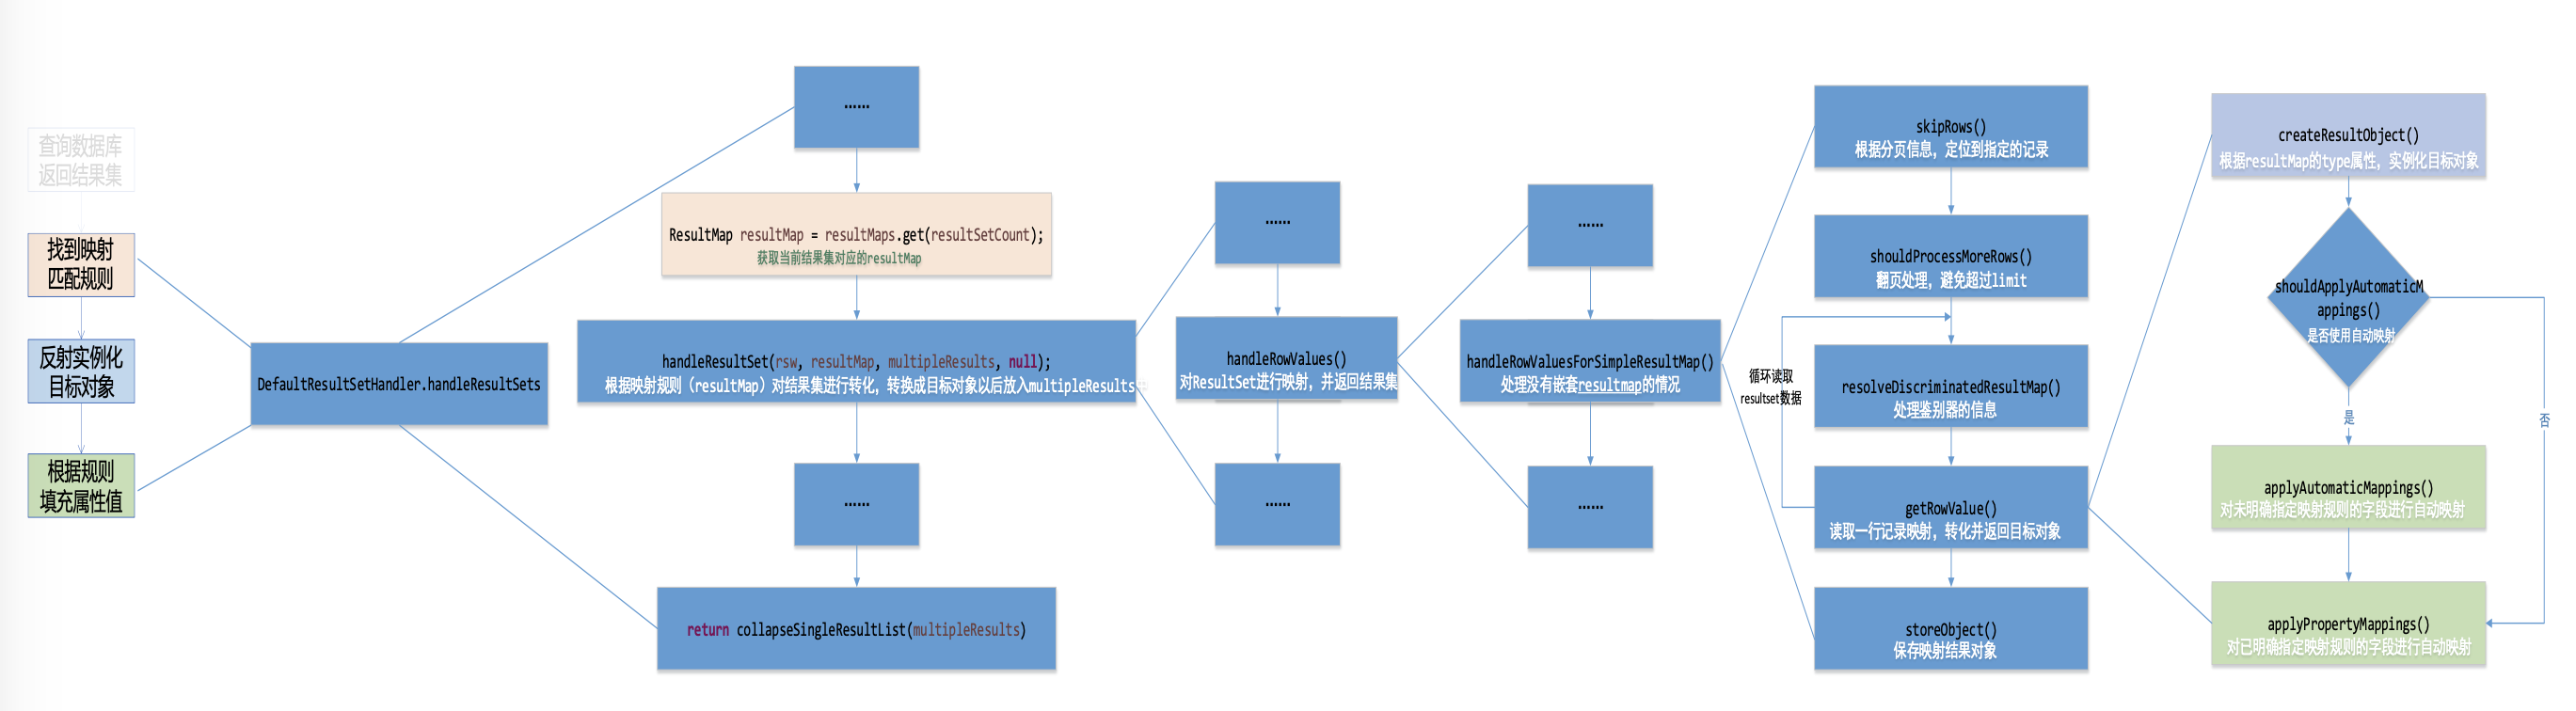 查询数据库
返回结果集
找到映射
匹配规则
反射实例化
目标对象
根据规则
填充属性值
DefaultResultSetHandler.handleResultSets
……
ResultMap resultMap = resultMaps.get(resultSetCount);
获取当前结果集对应的resultMap
handleResultSet(rsw, resultMap, multipleResults, null);
根据映射规则（resultMap）对结果集进行转化，转换成目标对象以后放入multipleResults中
……
return collapseSingleResultList(multipleResults)
……
handleRowValues()
对ResultSet进行映射，并返回结果集
……
……
handleRowValuesForSimpleResultMap()
处理没有嵌套resultmap的情况
……
skipRows()
根据分页信息，定位到指定的记录
shouldProcessMoreRows()
翻页处理，避免超过limit
循环读取
resultset数据
resolveDiscriminatedResultMap()
处理鉴别器的信息
getRowValue()
读取一行记录映射，转化并返回目标对象
storeObject()
保存映射结果对象
createResultObject()
根据resultMap的type属性，实例化目标对象
shouldApplyAutomaticM
appings()
是否使用自动映射
是
否
applyAutomaticMappings()
对未明确指定映射规则的字段进行自动映射
applyPropertyMappings()
对已明确指定映射规则的字段进行自动映射